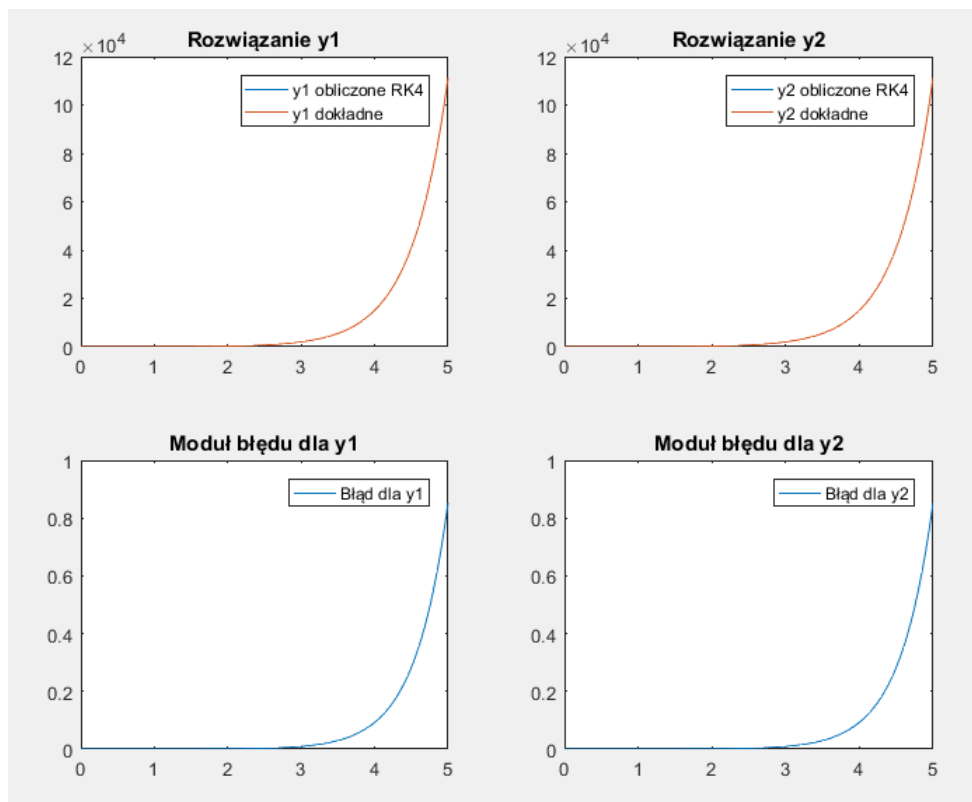 Rozwiązanie y1
×10⁴
12
10
8
6
4
2
0
0 1 2 3 4 5
y1 obliczone RK4
y1 dokładne
Rozwiązanie y2
×10⁴
12
10
8
6
4
2
0
0 1 2 3 4 5
y2 obliczone RK4
y2 dokładne
Moduł błędu dla y1
1
0.8
0.6
0.4
0.2
0
0 1 2 3 4 5
Błąd dla y1
Moduł błędu dla y2
1
0.8
0.6
0.4
0.2
0
0 1 2 3 4 5
Błąd dla y2